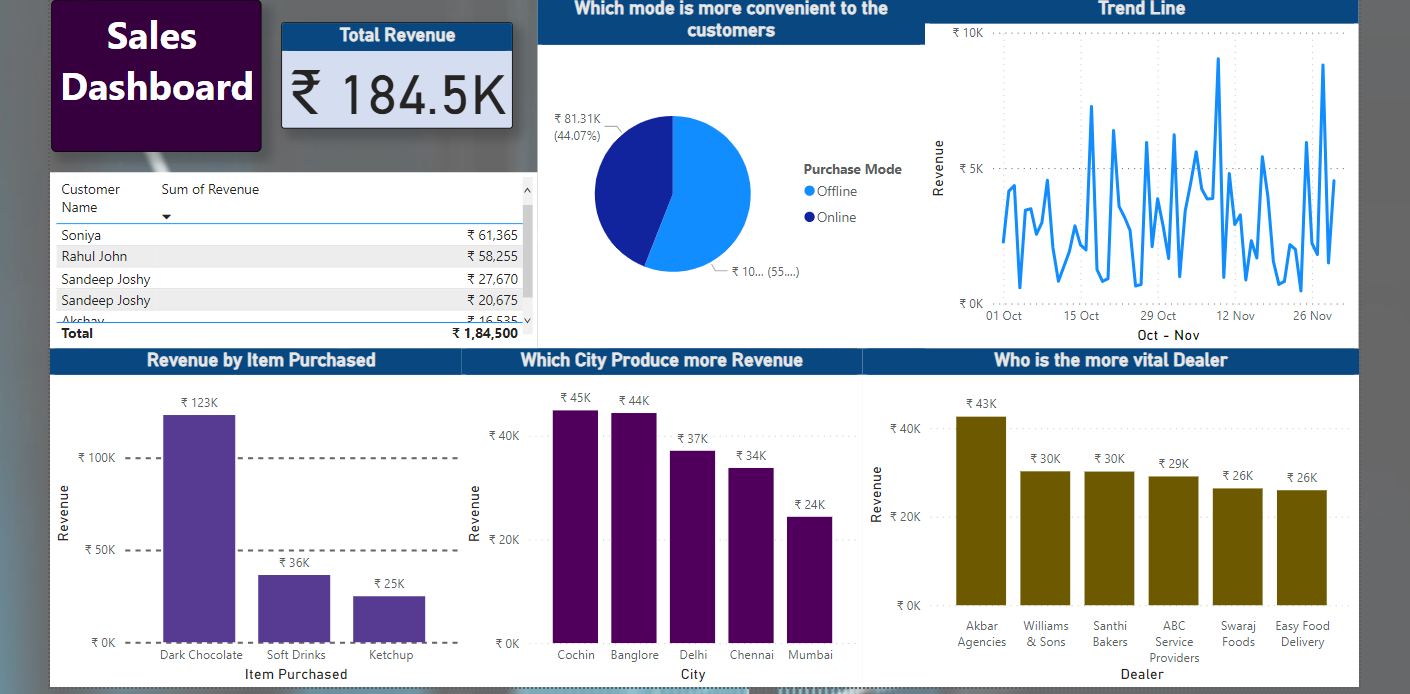 Sales
Dashboard
Total Revenue
₹ 184.5K
Customer
Name
Sum of Revenue
Soniya ₹ 61,365
Rahul John ₹ 58,255
Sandeep Joshy ₹ 27,670
Sandeep Joshy ₹ 20,675
Akshay ₹ 16,535
Total ₹ 1,84,500
Which mode is more convenient to the
customers
₹ 81.31K
(44.07%)
₹ 10... (55....)
Purchase Mode
Offline
Online
Trend Line
₹ 10K
₹ 5K
₹ 0K
Revenue
01 Oct 15 Oct 29 Oct 12 Nov 26 Nov
Oct - Nov
Revenue by Item Purchased
₹ 123K
₹ 36K
₹ 25K
₹ 100K
₹ 50K
₹ 0K
Revenue
Dark Chocolate Soft Drinks Ketchup
Item Purchased
Which City Produce more Revenue
₹ 45K ₹ 44K ₹ 37K ₹ 34K ₹ 24K
₹ 40K
₹ 20K
₹ 0K
Revenue
Cochin Banglore Delhi Chennai Mumbai
City
Who is the more vital Dealer
₹ 43K ₹ 30K ₹ 30K ₹ 29K ₹ 26K ₹ 26K
₹ 40K
₹ 20K
₹ 0K
Revenue
Akbar
Agencies
Williams
& Sons
Santhi
Bakers
ABC
Service
Providers
Swaraj
Foods
Easy Food
Delivery
Dealer